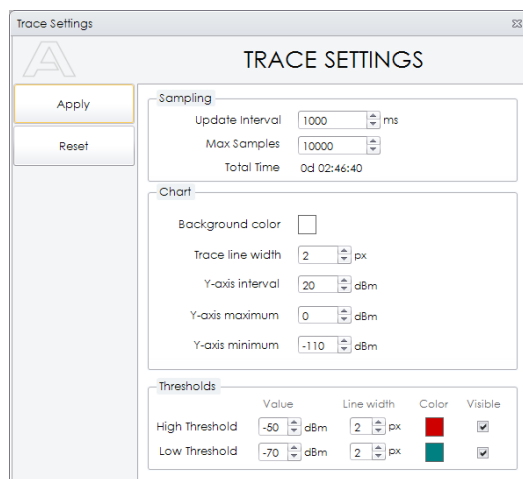 Trace Settings
TRACE SETTINGS
Apply
Reset
Sampling
Update Interval 1000 ms
Max Samples 10000
Total Time 0d 02:46:40
Chart
Background color
Trace line width 2 px
Y-axis interval 20 dBm
Y-axis maximum 0 dBm
Y-axis minimum -110 dBm
Thresholds
Value Line width Color Visible
High Threshold -50 dBm 2 px
Low Threshold -70 dBm 2 px